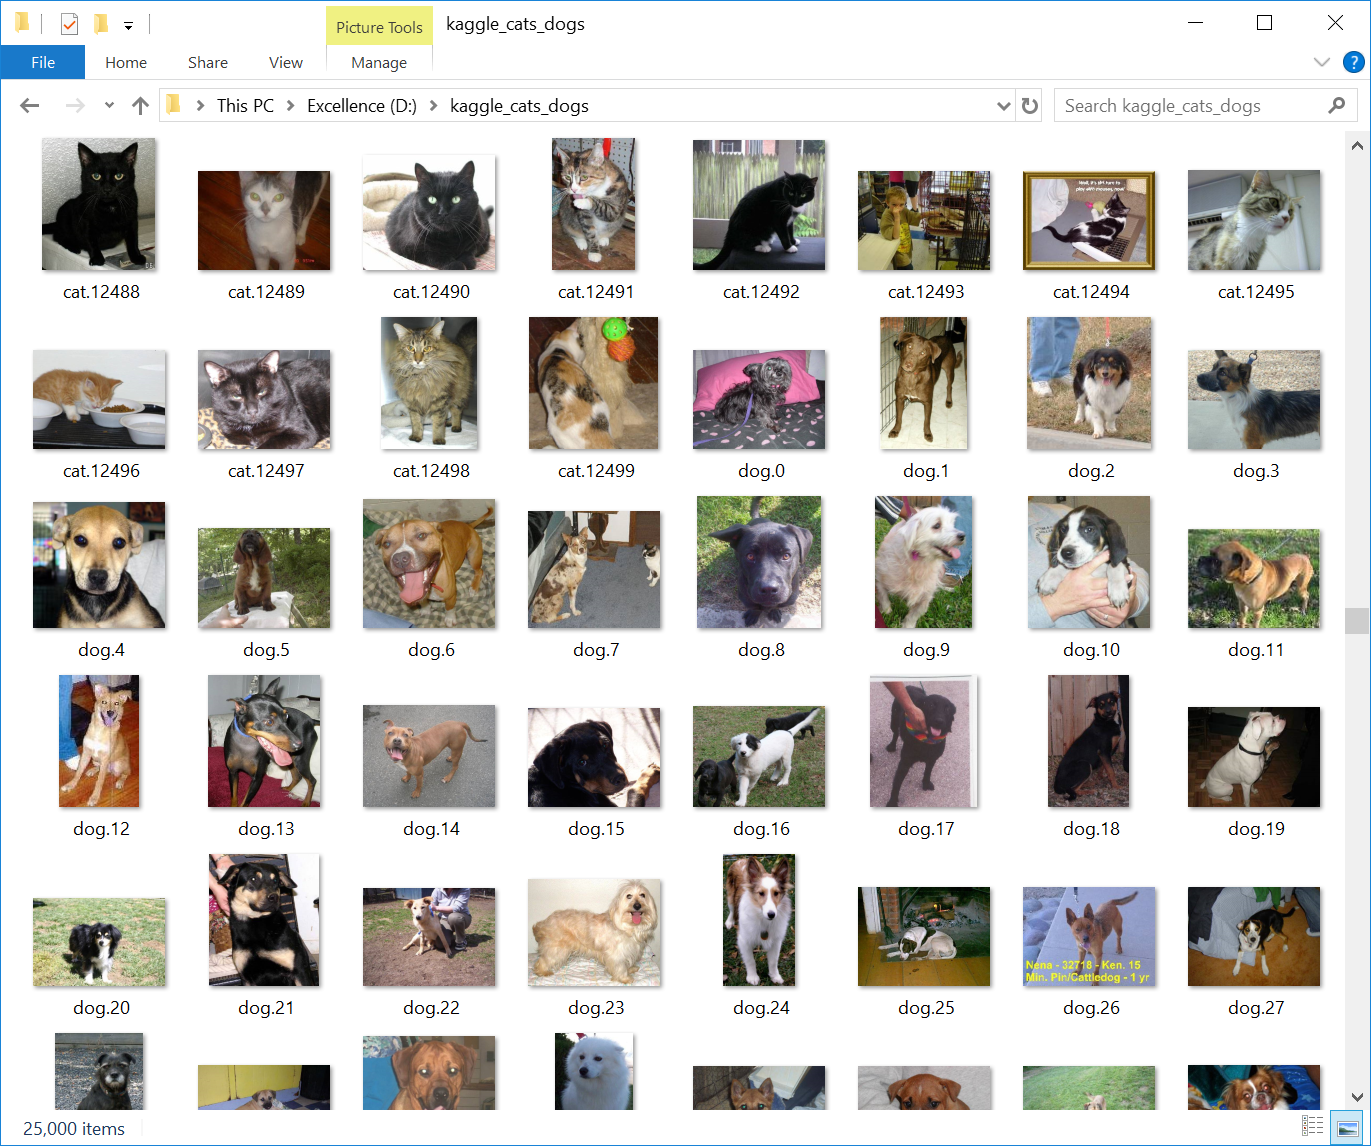 Picture Tools
kaggle_cats_dogs
File
Home
Share
View
Manage
This PC
Excellence (D:)
kaggle_cats_dogs
Search kaggle_cats_dogs
cat.12488
cat.12489
cat.12490
cat.12491
cat.12492
cat.12493
cat.12494
cat.12495
cat.12496
cat.12497
cat.12498
cat.12499
dog.0
dog.1
dog.2
dog.3
dog.4
dog.5
dog.6
dog.7
dog.8
dog.9
dog.10
dog.11
dog.12
dog.13
dog.14
dog.15
dog.16
dog.17
dog.18
dog.19
Nena - 32718 - Ken. 15
Min. Pin/Cattledog - 1 yr
dog.20
dog.21
dog.22
dog.23
dog.24
dog.25
dog.26
dog.27
25,000 items